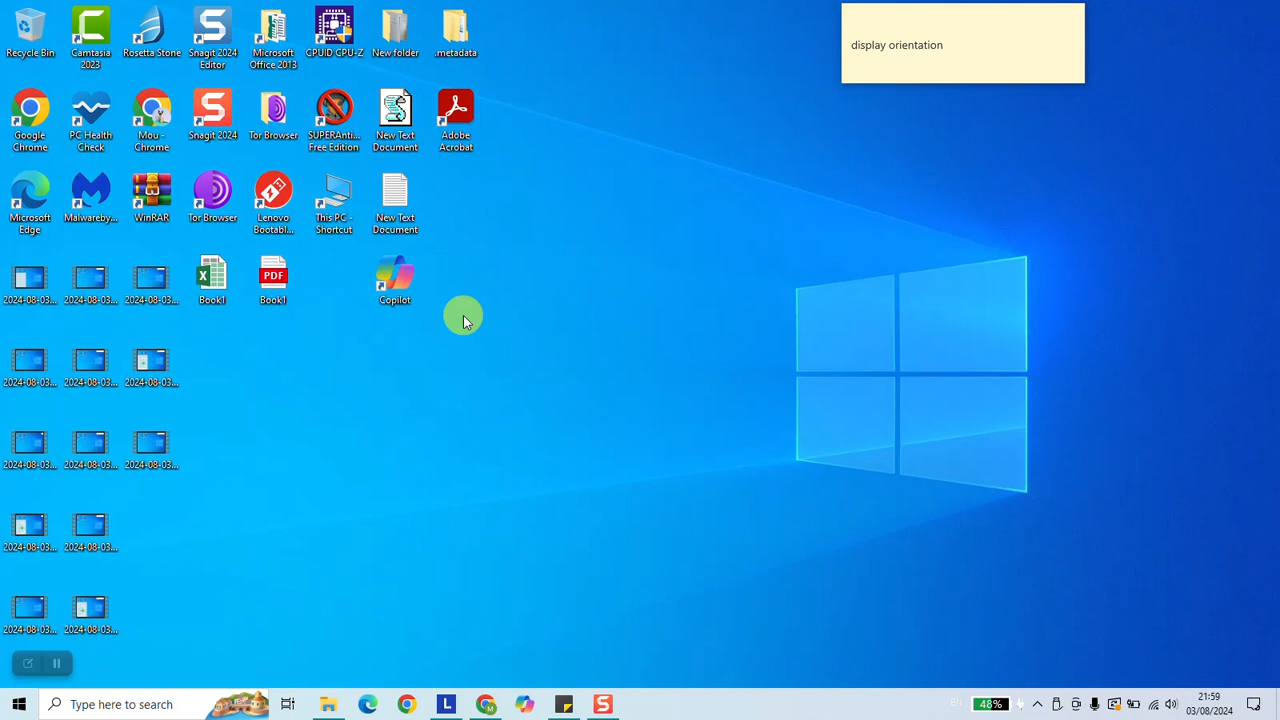 Recycle Bin
Camtasia
2023
Rosetta Stone
Snagit 2024
Editor
Microsoft
Office 2013
CPUID CPU-Z
New folder
.metadata
display orientation
Google
Chrome
PC Health
Check
Mou -
Chrome
Snagit 2024
Tor Browser
SUPERAnti...
Free Edition
New Text
Document
Adobe
Acrobat
Microsoft
Edge
Malwareby...
WinRAR
Tor Browser
Lenovo
Bootabl...
This PC -
Shortcut
New Text
Document
2024-08-03...
2024-08-03...
2024-08-03...
Book1
PDF
Book1
Copilot
2024-08-03...
2024-08-03...
2024-08-03...
2024-08-03...
2024-08-03...
2024-08-03...
2024-08-03...
2024-08-03...
2024-08-03...
2024-08-03...
Type here to search
L
M
S
EN
48%
21:59
03/08/2024